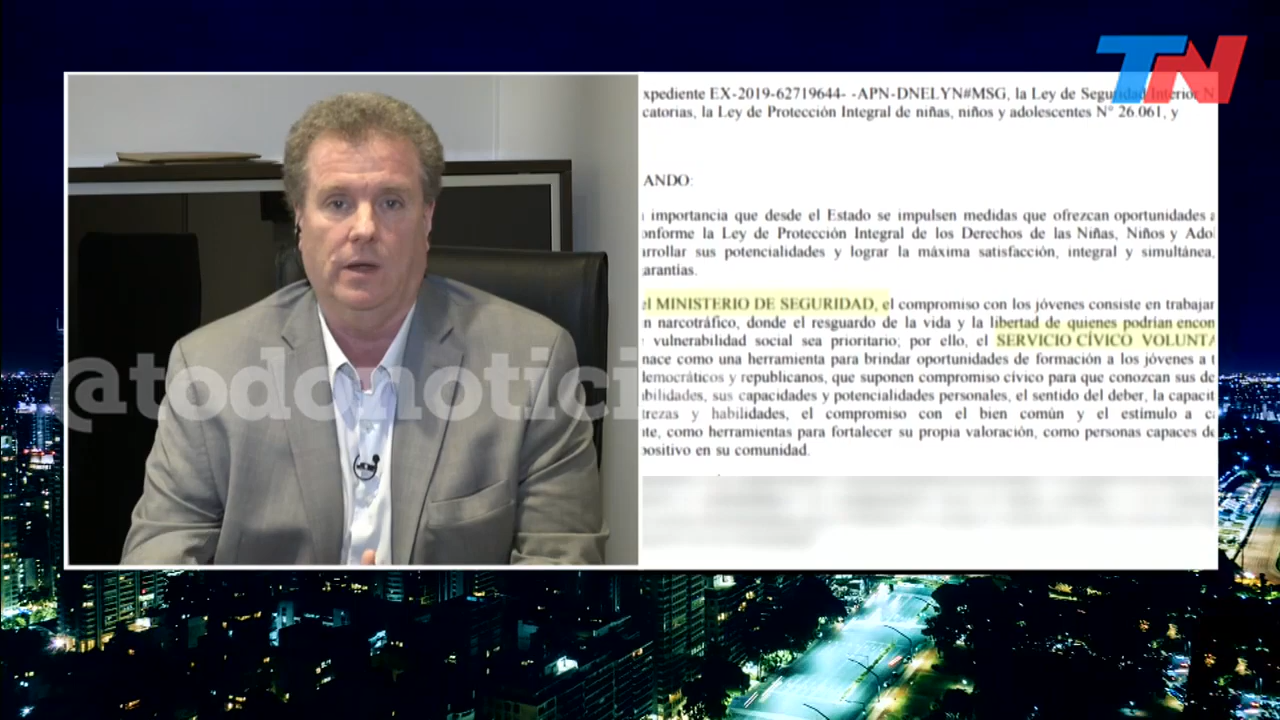 TN
xpediente EX-2019-62719644- -APN-DNELYN#MSG, la Ley de Seguridad Interior N
catorias, la Ley de Protección Integral de niñas, niños y adolescentes N° 26.061, y
ANDO:
importancia que desde el Estado se impulsen medidas que ofrezcan oportunidades a
onforme la Ley de Protección Integral de los Derechos de las Niñas, Niños y Adol
rrollar sus potencialidades y lograr la máxima satisfacción, integral y simultánea,
arantías.
el MINISTERIO DE SEGURIDAD, el compromiso con los jóvenes consiste en trabajar
n narcotráfico, donde el resguardo de la vida y la libertad de quienes podrían encon
vulnerabilidad social sea prioritario; por ello, el SERVICIO CÍVICO VOLUNTA
nace como una herramienta para brindar oportunidades de formación a los jóvenes a t
democráticos y republicanos, que suponen compromiso cívico para que conozcan sus de
bilidades, sus capacidades y potencialidades personales, el sentido del deber, la capacit
trezas y habilidades, el compromiso con el bien común y el estímulo a ca
te, como herramientas para fortalecer su propia valoración, como personas capaces de
positivo en su comunidad.
@todonotici